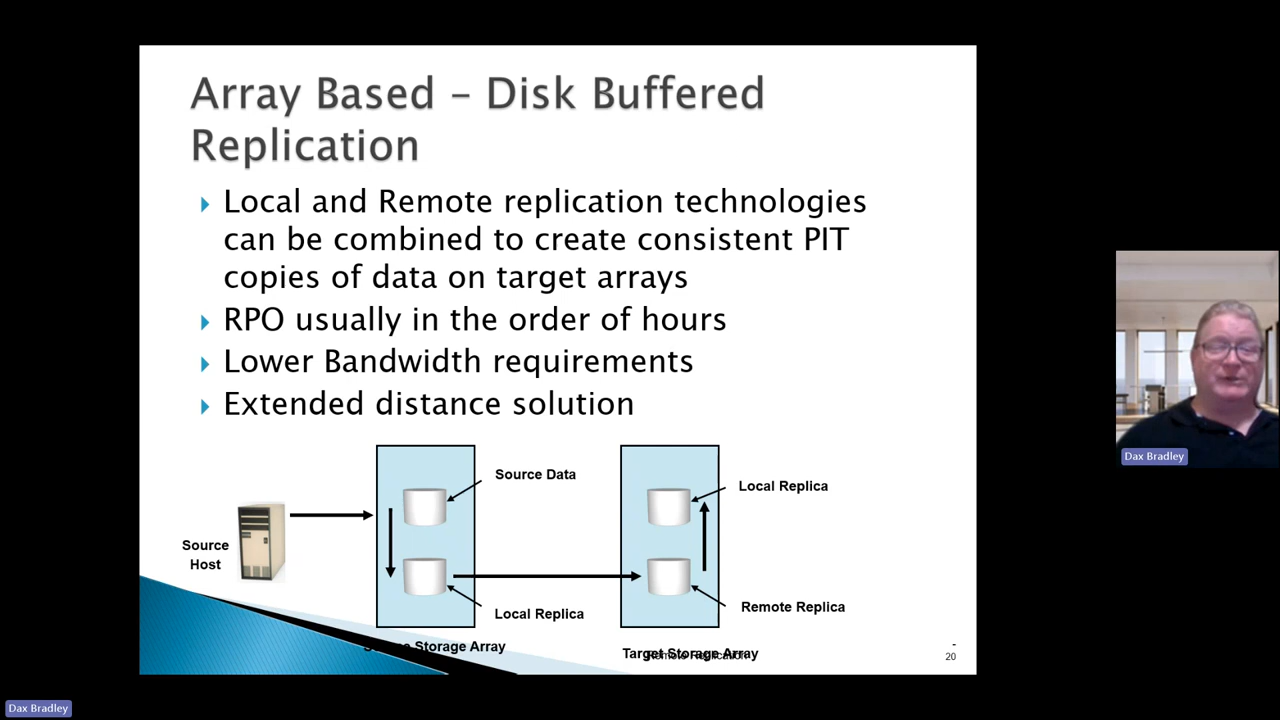 Array Based – Disk Buffered
Replication
Local and Remote replication technologies
can be combined to create consistent PIT
copies of data on target arrays
RPO usually in the order of hours
Lower Bandwidth requirements
Extended distance solution
Source Data
Local Replica
Source
Host
Local Replica
Remote Replica
Storage Array
Target Storage Array
Remote Replication
-
20
Dax Bradley
Dax Bradley